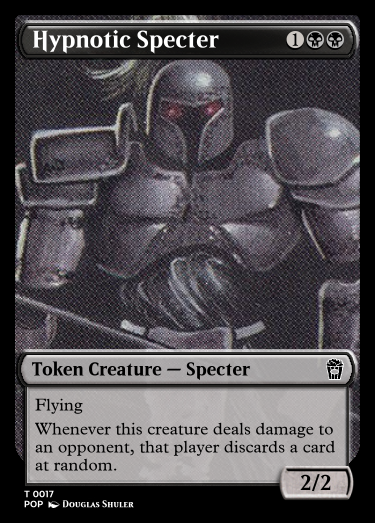 Hypnotic Specter 1
Token Creature — Specter
Flying
Whenever this creature deals damage to
an opponent, that player discards a card
at random.
2/2
T 0017
POP DOUGLAS SHULER